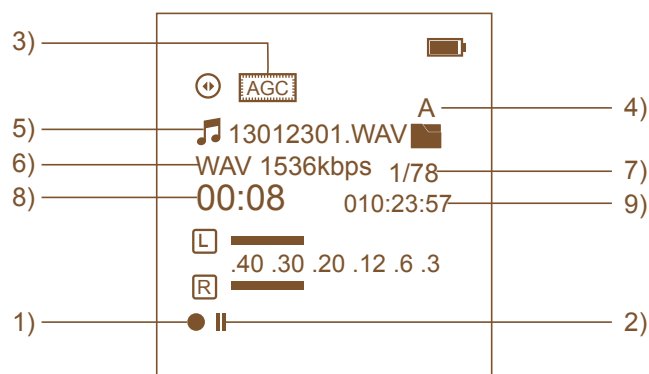 3)
AGC
A
4)
5)
13012301.WAV
6)
WAV 1536kbps
1/78
7)
8)
00:08
010:23:57
9)
L
.40 .30 .20 .12 .6 .3
R
1)
2)